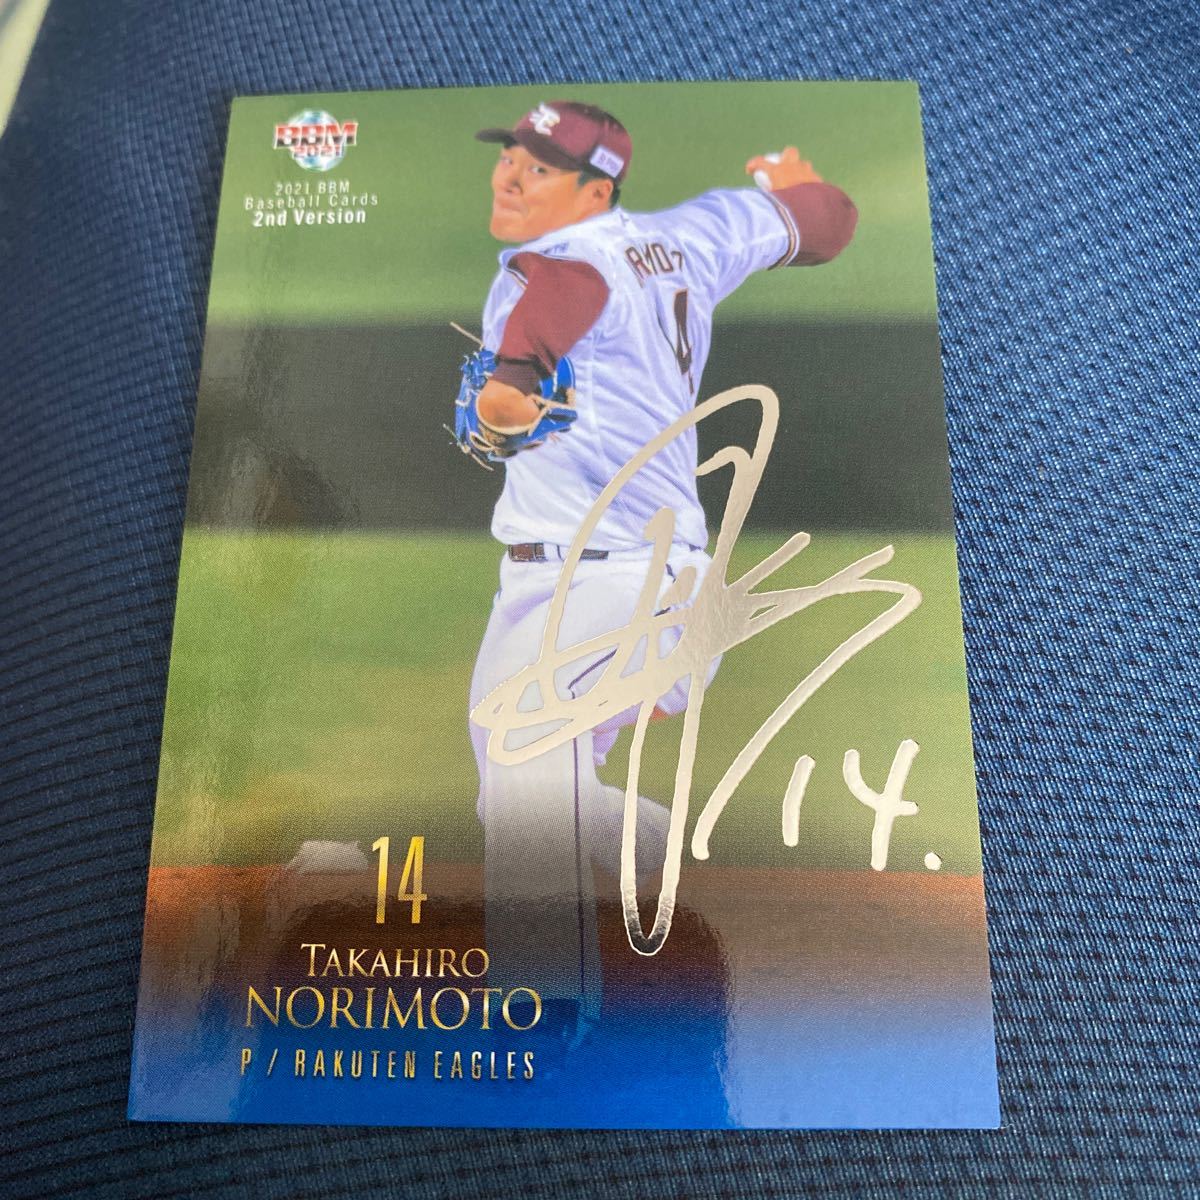 BBM
2021
2021 BBM
Baseball Cards
2nd Version
14.
14
TAKAHIRO
NORIMOTO
P / RAKUTEN EAGLES